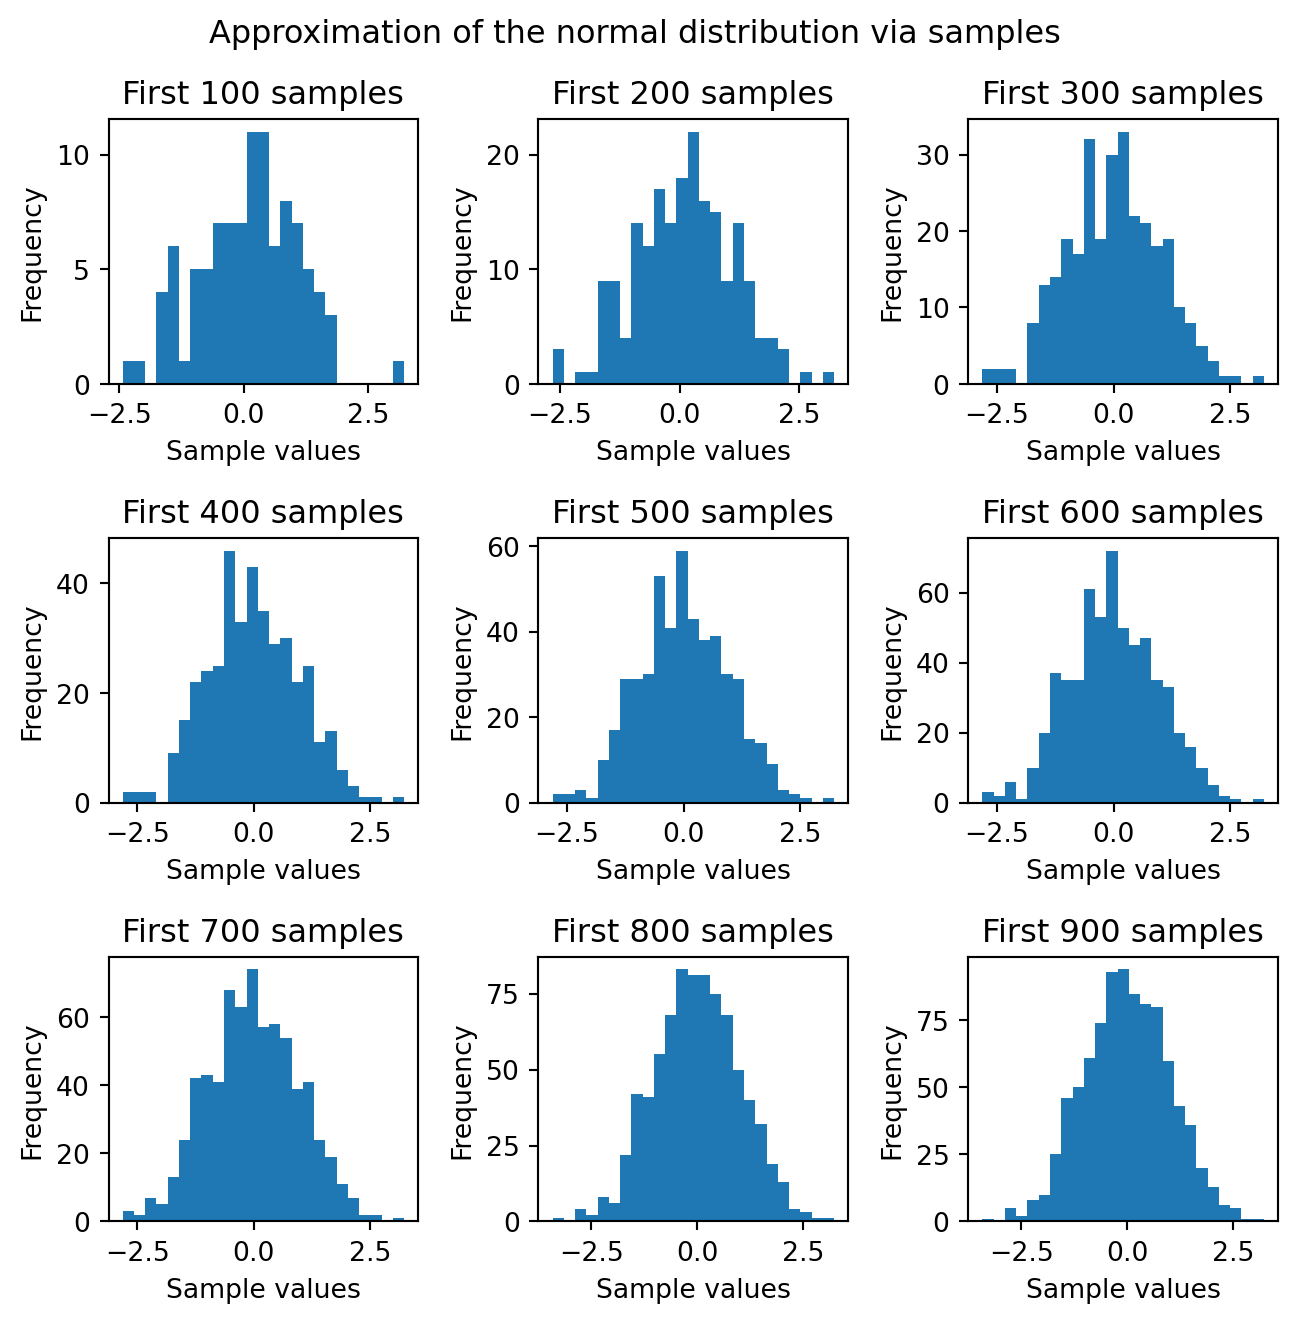 Approximation of the normal distribution via samples
First 100 samples
First 200 samples
First 300 samples
Frequency
10
5
0
−2.5 0.0 2.5
Sample values
Frequency
20
10
0
−2.5 0.0 2.5
Sample values
Frequency
30
20
10
0
−2.5 0.0 2.5
Sample values
First 400 samples
First 500 samples
First 600 samples
Frequency
40
20
0
−2.5 0.0 2.5
Sample values
Frequency
60
40
20
0
−2.5 0.0 2.5
Sample values
Frequency
60
40
20
0
−2.5 0.0 2.5
Sample values
First 700 samples
First 800 samples
First 900 samples
Frequency
60
40
20
0
−2.5 0.0 2.5
Sample values
Frequency
75
50
25
0
−2.5 0.0 2.5
Sample values
Frequency
75
50
25
0
−2.5 0.0 2.5
Sample values